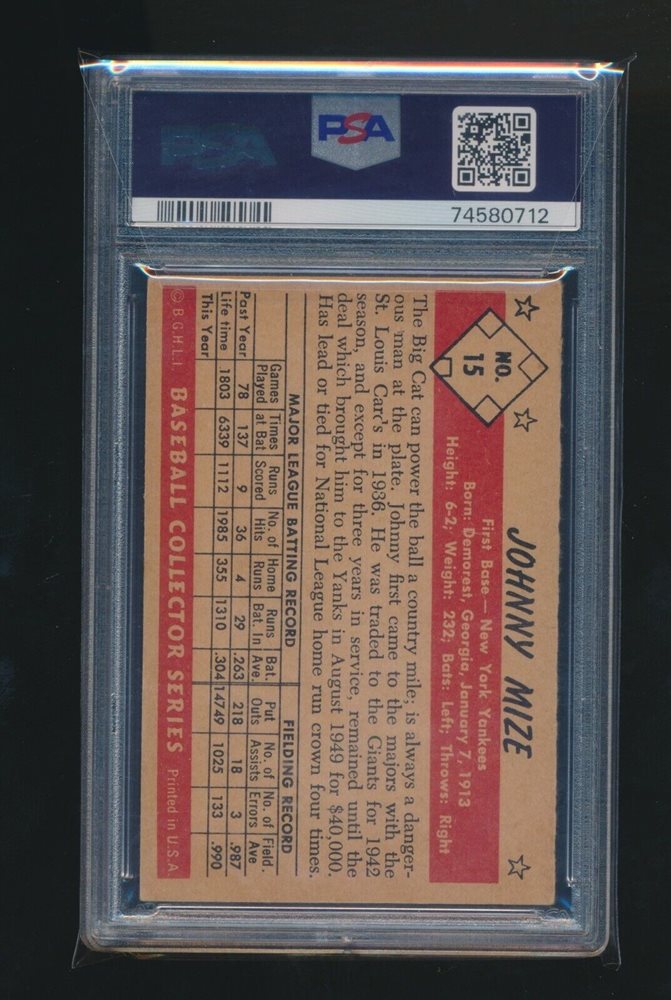 PSA
PSA
74580712
NO.
15
JOHNNY MIZE
First Base — New York Yankees
Born: Demorest, Georgia, January 7, 1913
Height: 6-2; Weight: 232; Bats: Left; Throws: Right
The Big Cat can power the ball a country mile; is always a danger-
ous man at the plate. Johnny first came to the majors with the
St. Louis Card's in 1936. He was traded to the Giants for 1942
season, and except for three years in service, remained until the
deal which brought him to the Yanks in August 1949 for $40,000.
Has lead or tied for National League home run crown four times.
MAJOR LEAGUE BATTING RECORD FIELDING RECORD
Games Times Runs No. of Home Runs Bat. Put No. of No. of Field.
Played at Bat Scored Hits Runs Bat. In Ave. Outs Assists Errors Ave
Past Year 78 137 9 36 4 29 .263 218 18 3 .987
Life time 1803 6339 1112 1985 355 1310 .304 14749 1025 133 .990
This Year
© B.G.H.L.I. BASEBALL COLLECTOR SERIES Printed in U.S.A